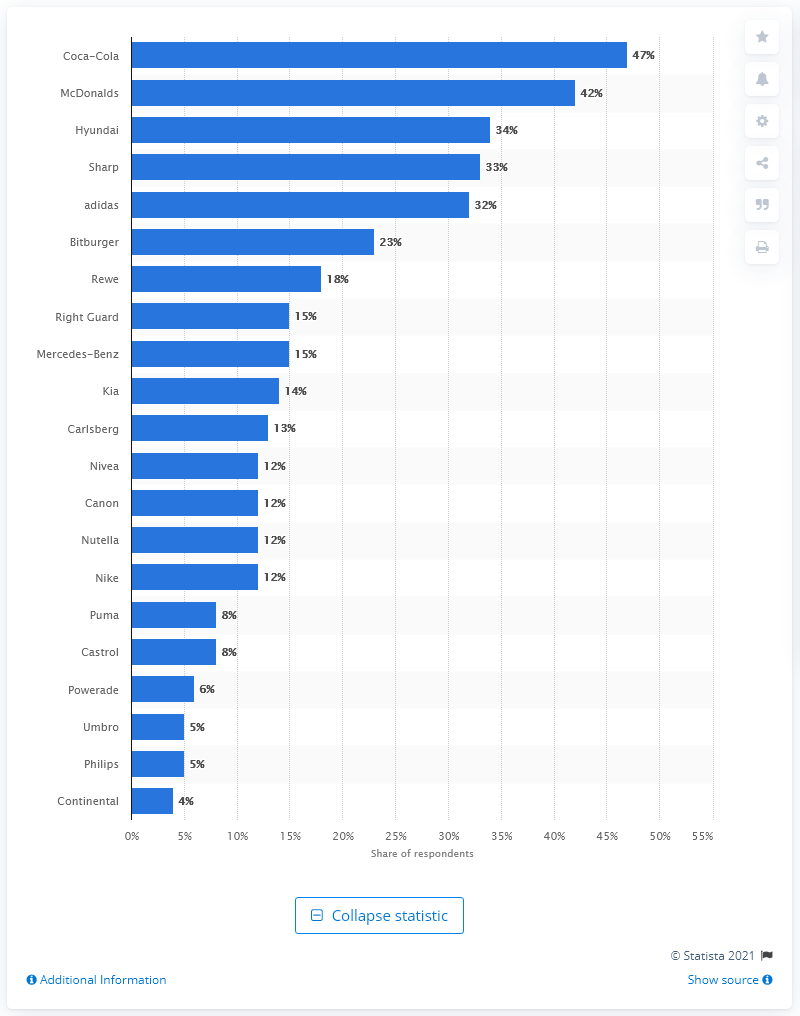 Coca-Cola 47%
McDonalds 42%
Hyundai 34%
Sharp 33%
adidas 32%
Bitburger 23%
Rewe 18%
Right Guard 15%
Mercedes-Benz 15%
Kia 14%
Carlsberg 13%
Nivea 12%
Canon 12%
Nutella 12%
Nike 12%
Puma 8%
Castrol 8%
Powerade 6%
Umbro 5%
Philips 5%
Continental 4%
0% 5% 10% 15% 20% 25% 30% 35% 40% 45% 50% 55%
Share of respondents
Collapse statistic
© Statista 2021
Additional Information Show source